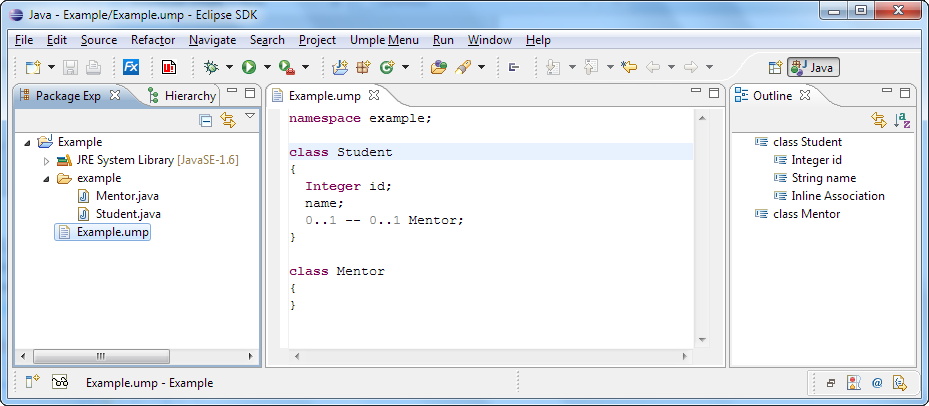 Java - Example/Example.ump - Eclipse SDK
File Edit Source Refactor Navigate Search Project Umple Menu Run Window Help
Java
Package Exp Hierarchy
Example
JRE System Library [JavaSE-1.6]
example
Mentor.java
Student.java
Example.ump
Example.ump
namespace example;
class Student
{
Integer id;
name;
0..1 -- 0..1 Mentor;
}
class Mentor
{
}
Outline
class Student
Integer id
String name
Inline Association
class Mentor
Example.ump - Example